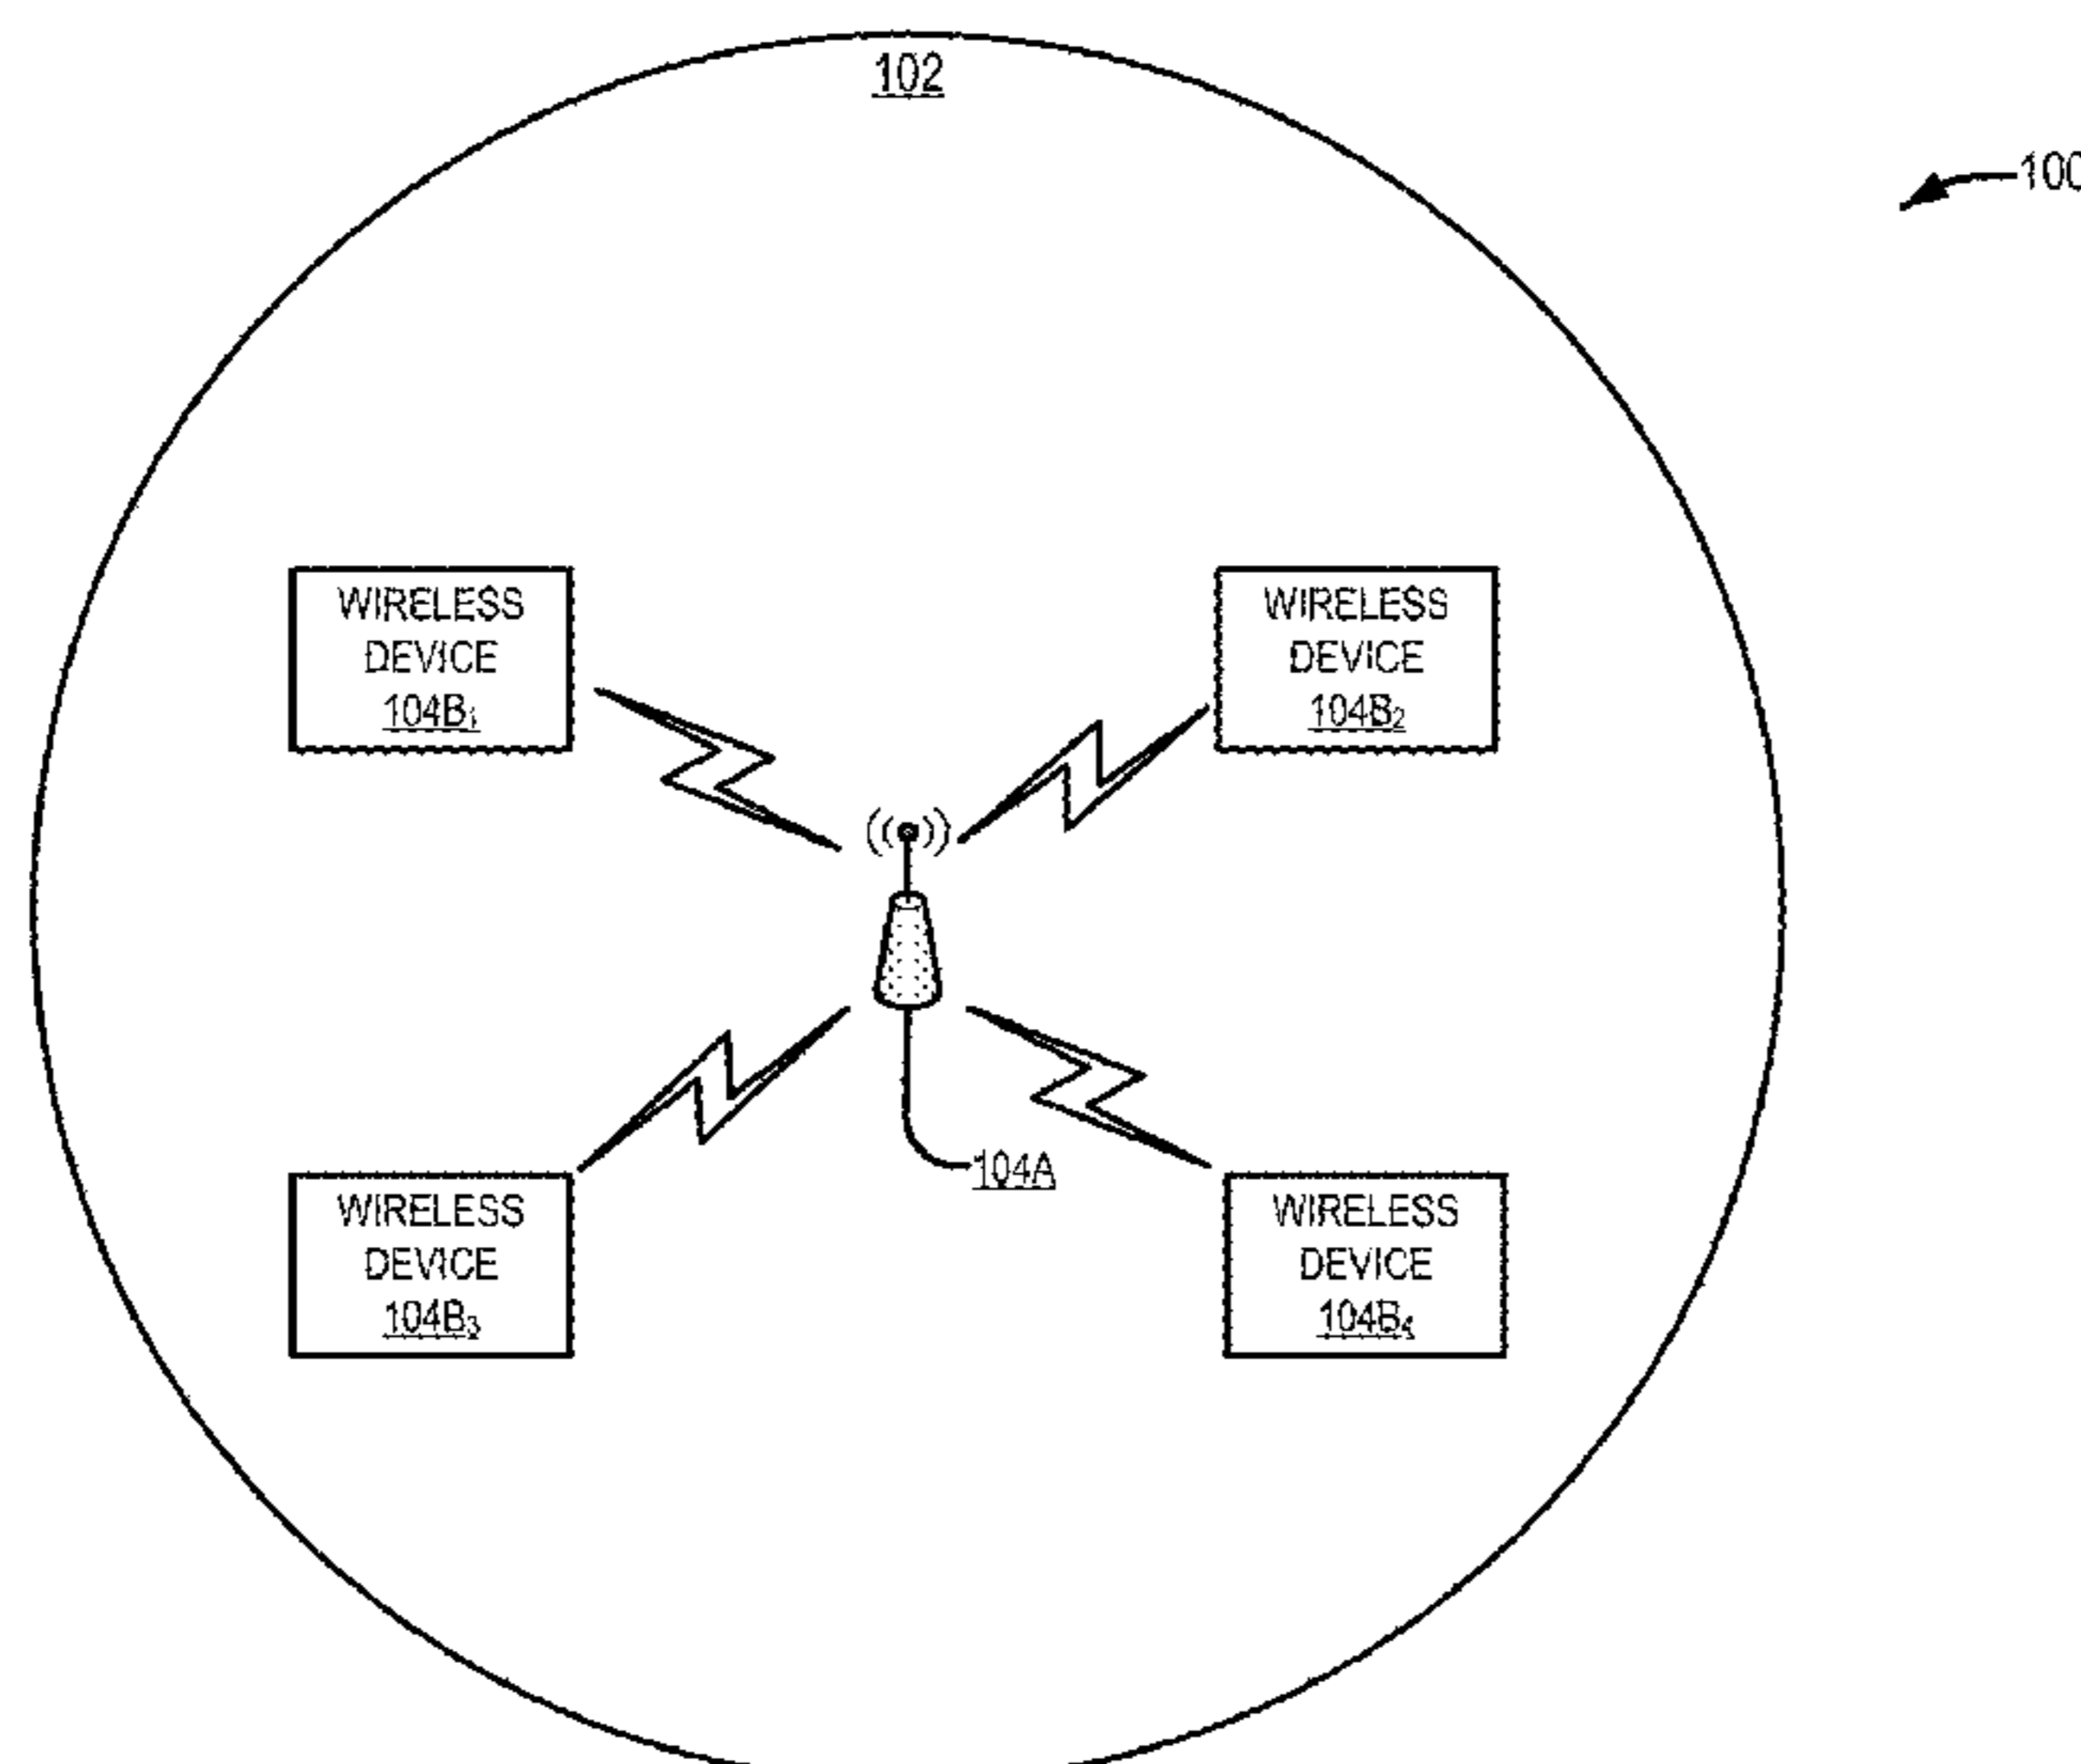 102
100
WIRELESS
DEVICE
104B₁
WIRELESS
DEVICE
104B₂
104A
WIRELESS
DEVICE
104B₃
WIRELESS
DEVICE
104B₄